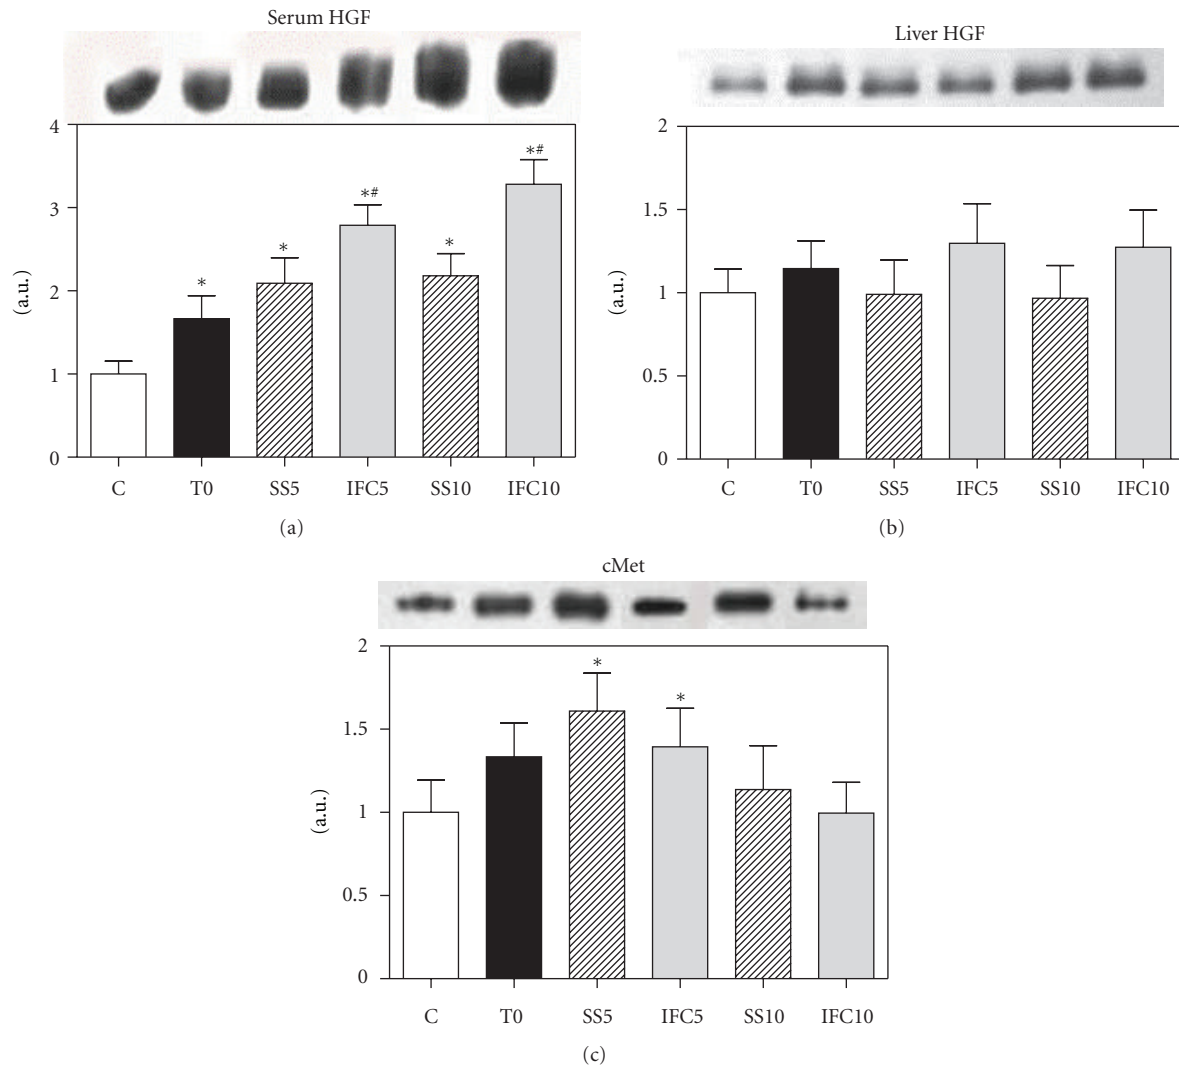 Serum HGF
4
3
2
1
0
(a.u.)
*
*
*#
*
*#
C T0 SS5 IFC5 SS10 IFC10
(a)
Liver HGF
2
1.5
1
0.5
0
(a.u.)
C T0 SS5 IFC5 SS10 IFC10
(b)
cMet
2
1.5
1
0.5
0
(a.u.)
*
*
C T0 SS5 IFC5 SS10 IFC10
(c)